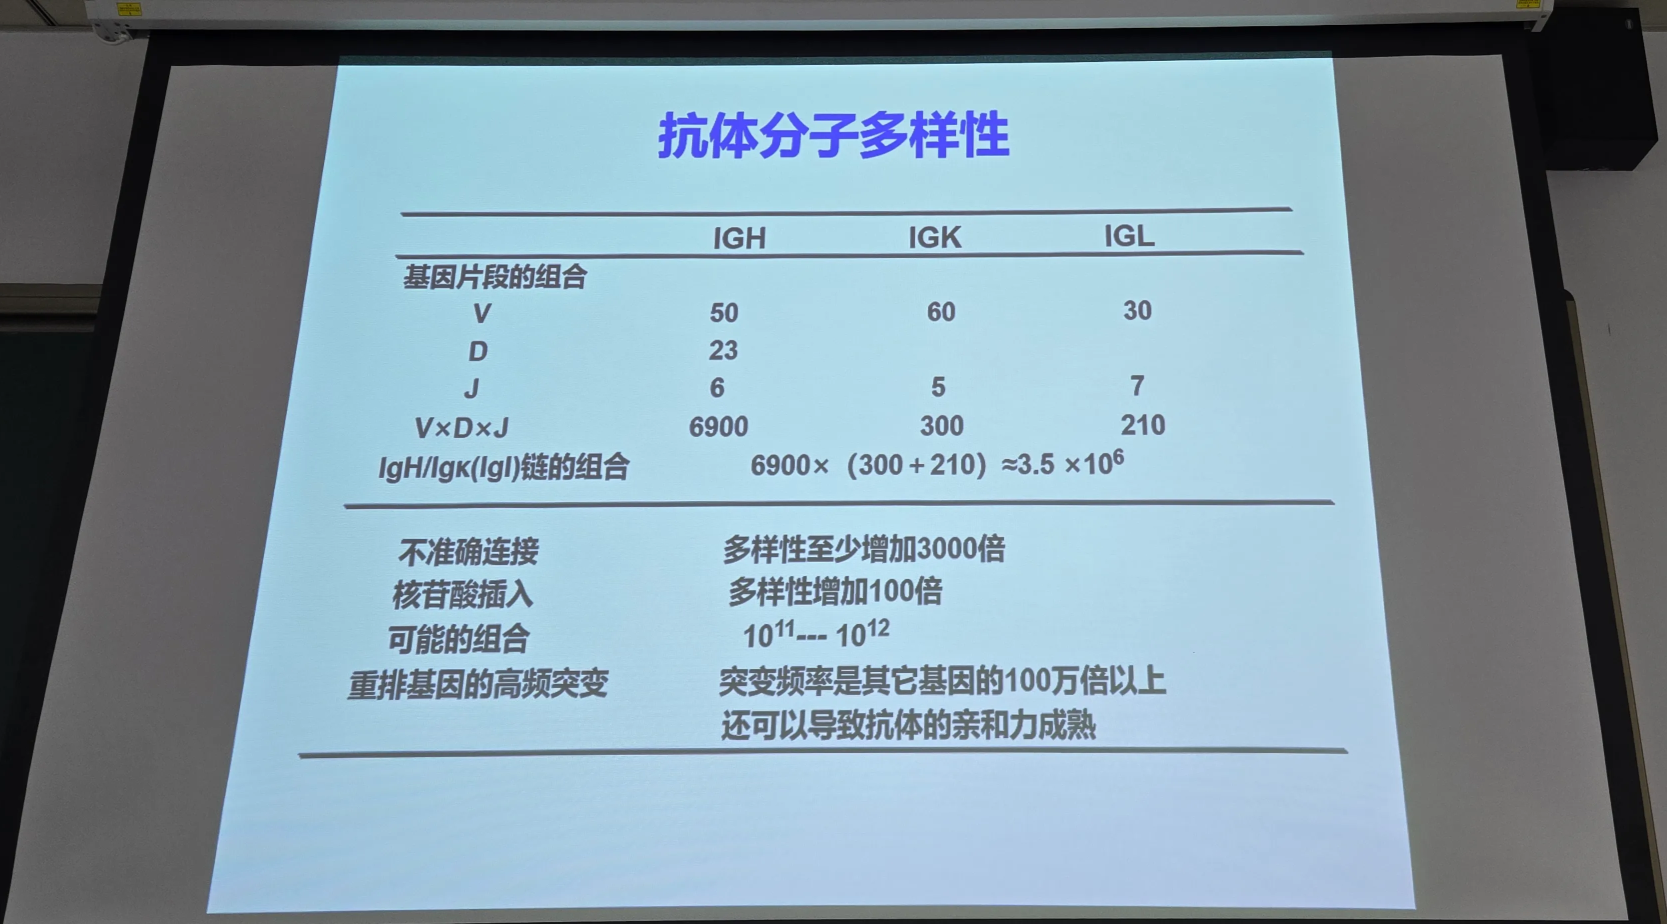 抗体分子多样性
IGH IGK IGL
基因片段的组合
V 50 60 30
D 23
J 6 5 7
V×D×J 6900 300 210
IgH/Igκ(Igl)链的组合 6900×（300+210）≈3.5 ×10⁶
不准确连接 多样性至少增加3000倍
核苷酸插入 多样性增加100倍
可能的组合 10¹¹--- 10¹²
重排基因的高频突变 突变频率是其它基因的100万倍以上
还可以导致抗体的亲和力成熟